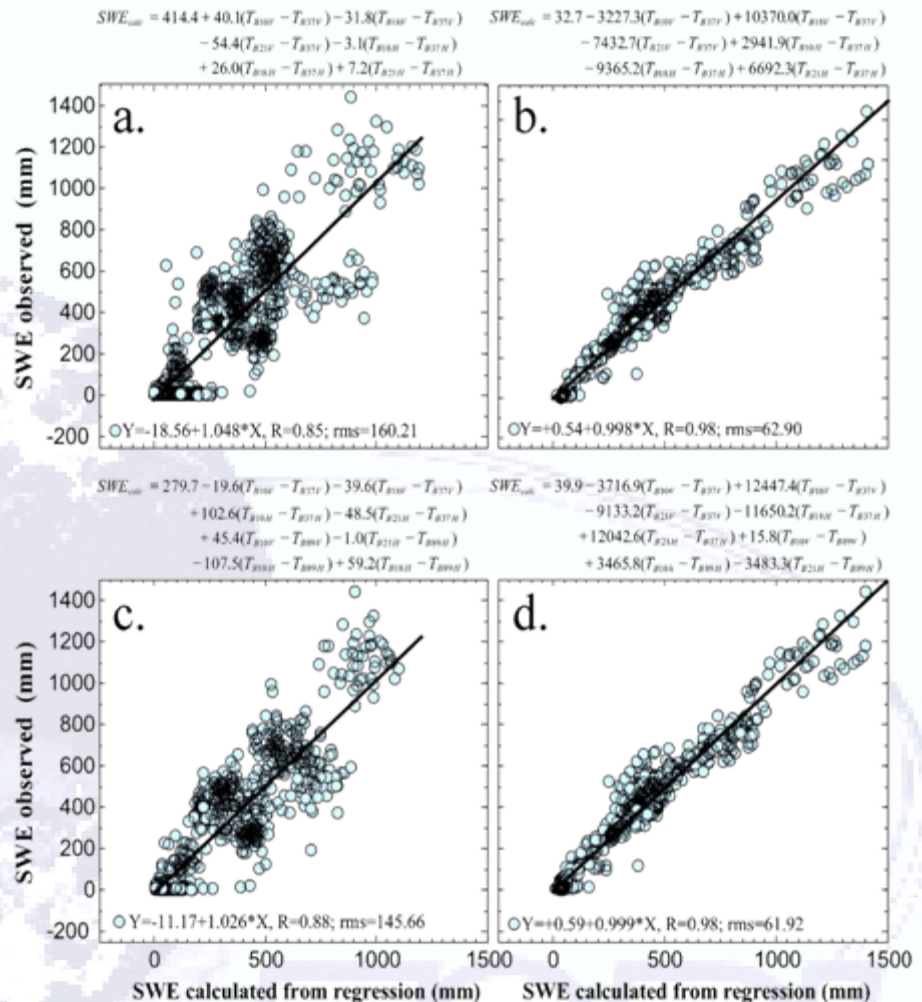 SWE_calc = 414.4 + 40.1(T_B10V − T_B37V) − 31.8(T_B18V − T_B37V)
− 54.4(T_B21V − T_B37V) − 3.1(T_B10H − T_B37H)
+ 26.0(T_B18H − T_B37H) + 7.2(T_B21H − T_B37H)
SWE_calc = 32.7 − 3227.3(T_B10V − T_B37V) + 10370.0(T_B18V − T_B37V)
− 7432.7(T_B21V − T_B37V) + 2941.9(T_B10H − T_B37H)
− 9365.2(T_B18H − T_B37H) + 6692.3(T_B21H − T_B37H)
a.
b.
SWE observed (mm)
1400
1200
1000
800
600
400
200
0
-200
Y=-18.56+1.048*X, R=0.85; rms=160.21
Y=+0.54+0.998*X, R=0.98; rms=62.90
SWE_calc = 279.7 − 19.6(T_B10V − T_B37V) − 39.6(T_B18V − T_B37V)
+ 102.6(T_B18H − T_B37H) − 48.5(T_B21H − T_B37H)
+ 45.4(T_B10V − T_B89V) − 1.0(T_B21H − T_B89H)
− 107.5(T_B10H − T_B89H) + 59.2(T_B18H − T_B89H)
SWE_calc = 39.9 − 3716.9(T_B10V − T_B37V) + 12447.4(T_B18V − T_B37V)
− 9133.2(T_B21V − T_B37V) − 11650.2(T_B18H − T_B37H)
+ 12042.6(T_B21H − T_B37H) + 15.8(T_B10V − T_B89V)
+ 3465.8(T_B18H − T_B89H) − 3483.3(T_B21H − T_B89H)
c.
d.
SWE observed (mm)
1400
1200
1000
800
600
400
200
0
-200
Y=-11.17+1.026*X, R=0.88; rms=145.66
Y=+0.59+0.999*X, R=0.98; rms=61.92
0 500 1000 1500 0 500 1000 1500
SWE calculated from regression (mm)
SWE calculated from regression (mm)